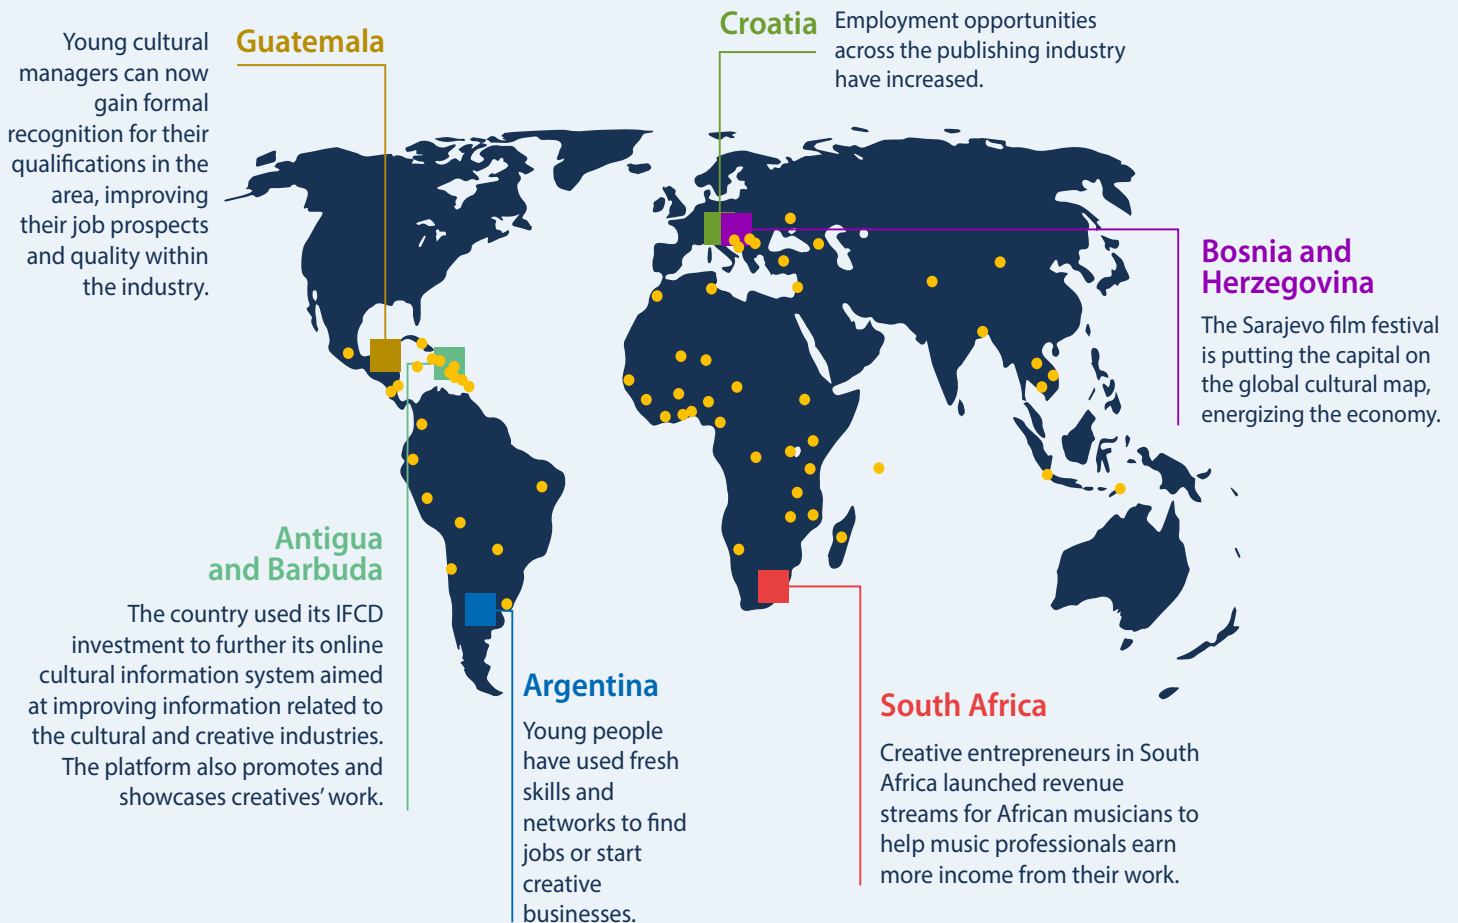 Guatemala
Young cultural
managers can now
gain formal
recognition for their
qualifications in the
area, improving
their job prospects
and quality within
the industry.
Croatia
Employment opportunities
across the publishing industry
have increased.
Bosnia and
Herzegovina
The Sarajevo film festival
is putting the capital on
the global cultural map,
energizing the economy.
Antigua
and Barbuda
The country used its IFCD
investment to further its online
cultural information system aimed
at improving information related to
the cultural and creative industries.
The platform also promotes and
showcases creatives’ work.
Argentina
Young people
have used fresh
skills and
networks to find
jobs or start
creative
businesses.
South Africa
Creative entrepreneurs in South
Africa launched revenue
streams for African musicians to
help music professionals earn
more income from their work.